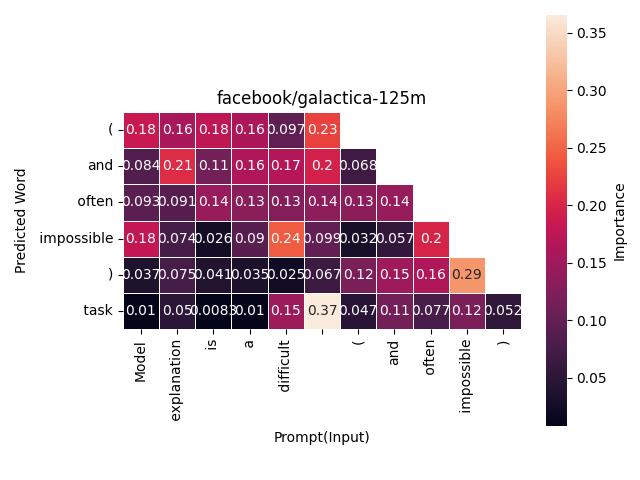 facebook/galactica-125m
( 0.18 0.16 0.18 0.16 0.097 0.23
and 0.084 0.21 0.11 0.16 0.17 0.2 0.068
often 0.093 0.091 0.14 0.13 0.13 0.14 0.13 0.14
impossible 0.18 0.074 0.026 0.09 0.24 0.099 0.032 0.057 0.2
) 0.037 0.075 0.041 0.035 0.025 0.067 0.12 0.15 0.16 0.29
task 0.01 0.05 0.0083 0.01 0.15 0.37 0.047 0.11 0.077 0.12 0.052
Model explanation is a difficult ( and often impossible )
Prompt(Input)
Predicted Word
0.35
0.30
0.25
0.20
0.15
0.10
0.05
Importance